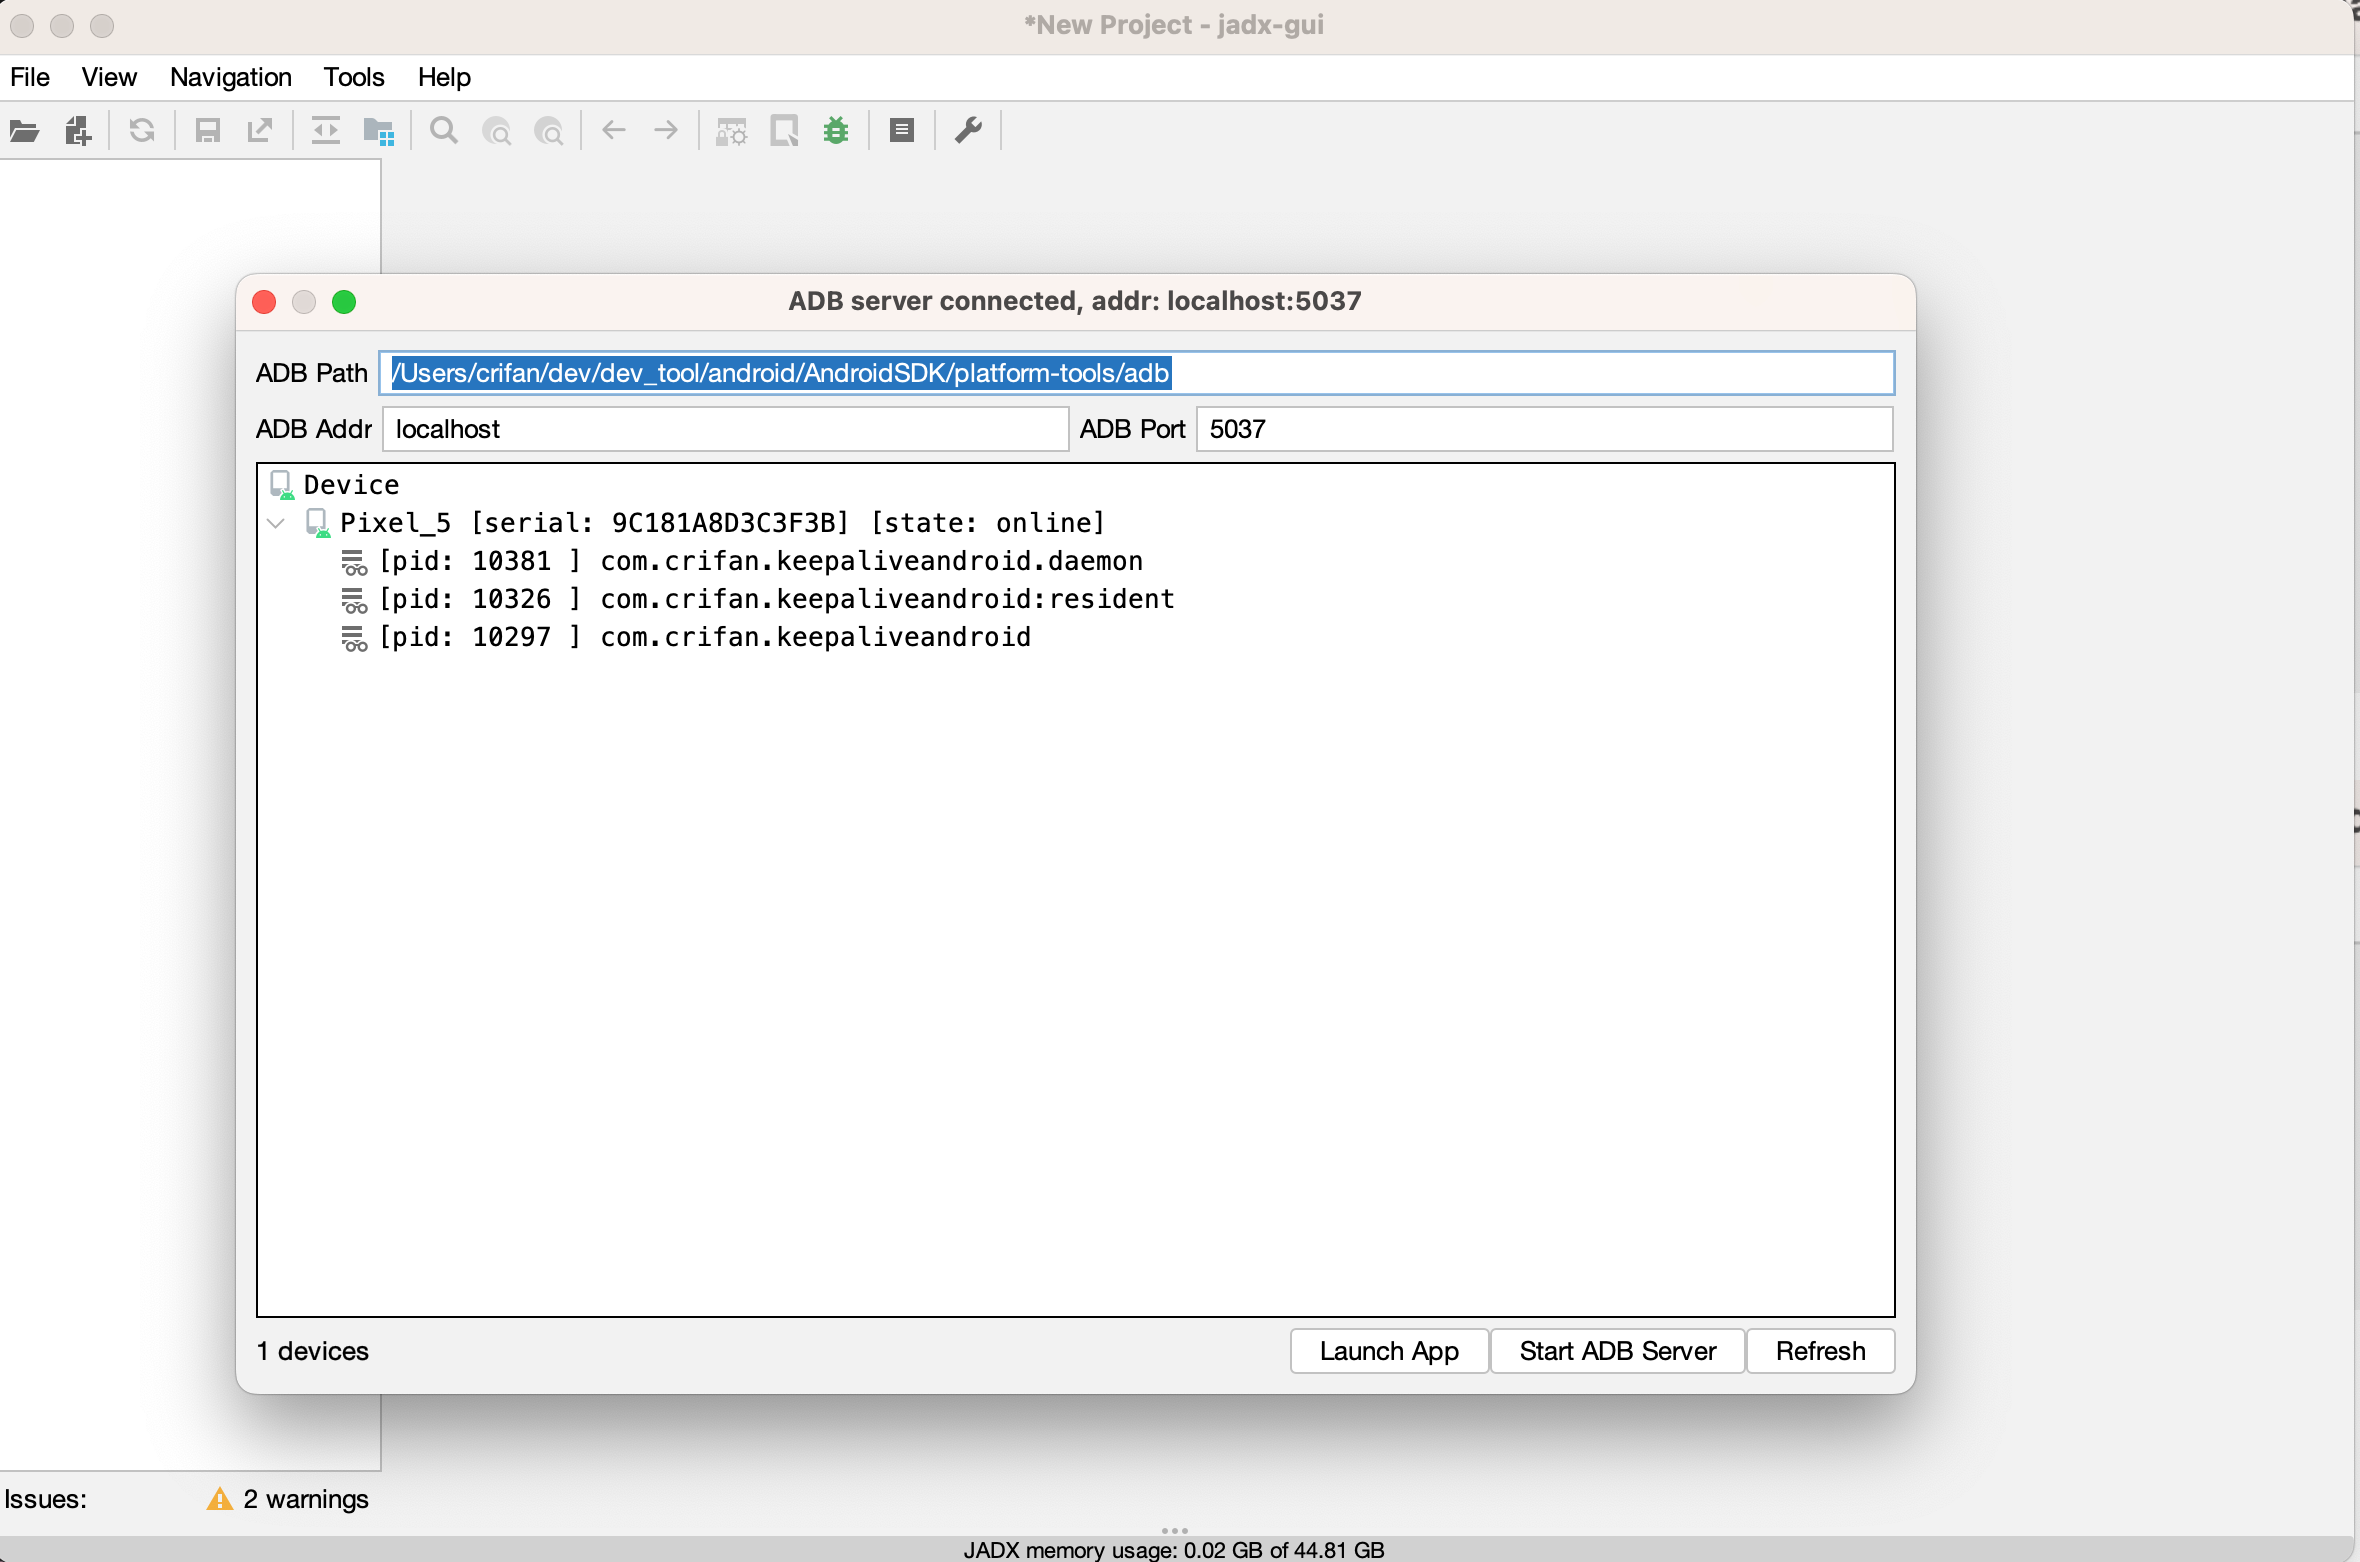 *New Project - jadx-gui
File View Navigation Tools Help
ADB server connected, addr: localhost:5037
ADB Path /Users/crifan/dev/dev_tool/android/AndroidSDK/platform-tools/adb
ADB Addr localhost ADB Port 5037
Device
Pixel_5 [serial: 9C181A8D3C3F3B] [state: online]
[pid: 10381 ] com.crifan.keepaliveandroid.daemon
[pid: 10326 ] com.crifan.keepaliveandroid:resident
[pid: 10297 ] com.crifan.keepaliveandroid
1 devices Launch App Start ADB Server Refresh
Issues: 2 warnings
JADX memory usage: 0.02 GB of 44.81 GB